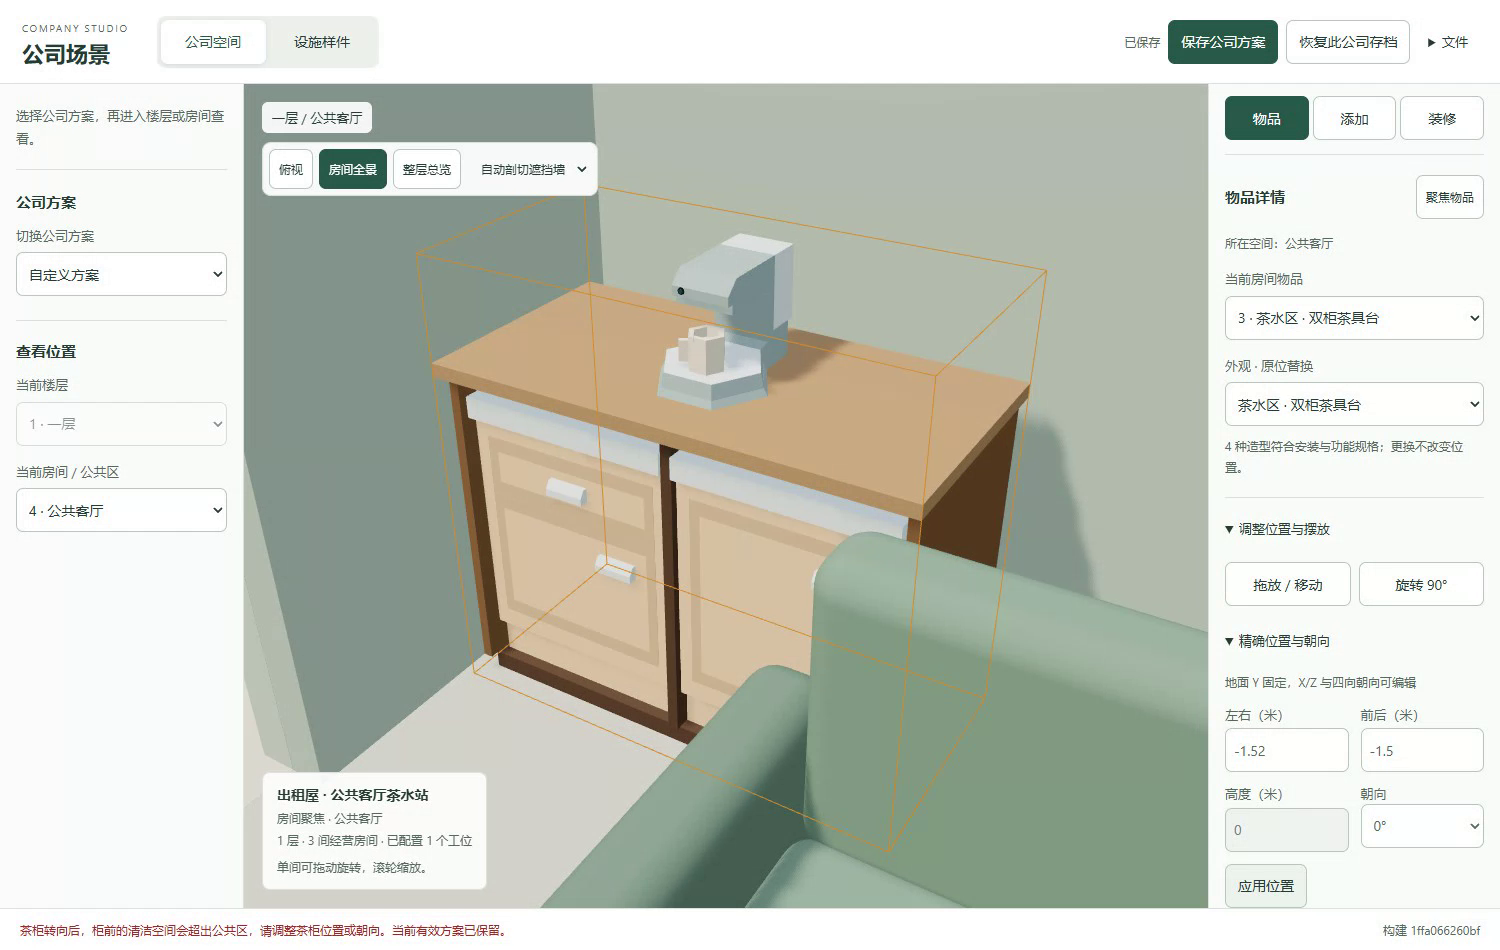 COMPANY STUDIO
公司场景
公司空间
设施样件
已保存
保存公司方案
恢复此公司存档
▶ 文件
选择公司方案，再进入楼层或房间查
看。
公司方案
切换公司方案
自定义方案
查看位置
当前楼层
1 · 一层
当前房间 / 公共区
4 · 公共客厅
一层 / 公共客厅
俯视
房间全景
整层总览
自动剖切遮挡墙
出租屋 · 公共客厅茶水站
房间聚焦 · 公共客厅
1 层 · 3 间经营房间 · 已配置 1 个工位
单间可拖动旋转，滚轮缩放。
物品
添加
装修
物品详情
聚焦物品
所在空间：公共客厅
当前房间物品
3 · 茶水区 · 双柜茶具台
外观 · 原位替换
茶水区 · 双柜茶具台
4 种造型符合安装与功能规格；更换不改变位
置。
▼ 调整位置与摆放
拖放 / 移动
旋转 90°
▼ 精确位置与朝向
地面 Y 固定，X/Z 与四向朝向可编辑
左右（米）
前后（米）
-1.52
-1.5
高度（米）
朝向
0
0°
应用位置
茶柜转向后，柜前的清洁空间会超出公共区，请调整茶柜位置或朝向。当前有效方案已保留。
构建 1ffa066260bf